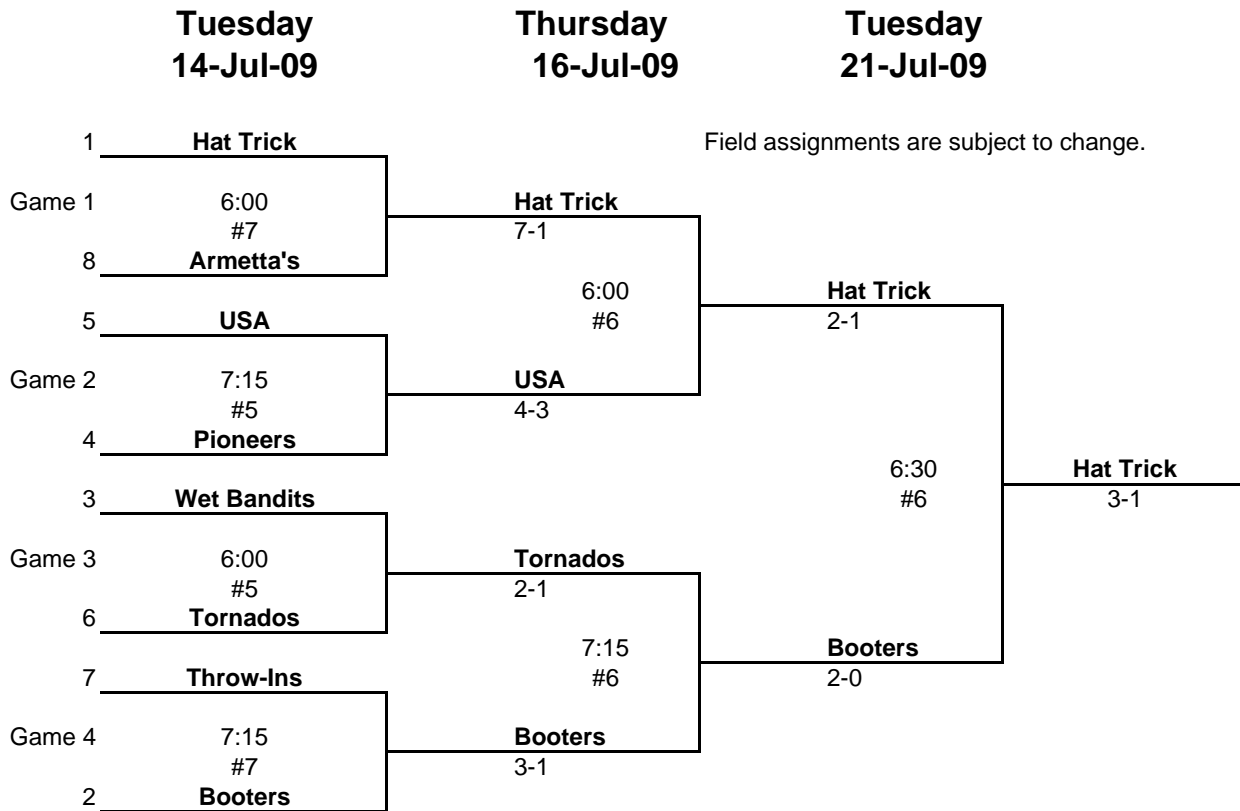 Tuesday Thursday Tuesday
14-Jul-09 16-Jul-09 21-Jul-09
1 Hat Trick Field assignments are subject to change.
Game 1 6:00 Hat Trick
#7 7-1
8 Armetta's
6:00 Hat Trick
5 USA #6 2-1
Game 2 7:15 USA
#5 4-3
4 Pioneers
6:30 Hat Trick
3 Wet Bandits #6 3-1
Game 3 6:00 Tornados
#5 2-1
6 Tornados
7:15 Booters
7 Throw-Ins #6 2-0
Game 4 7:15 Booters
#7 3-1
2 Booters